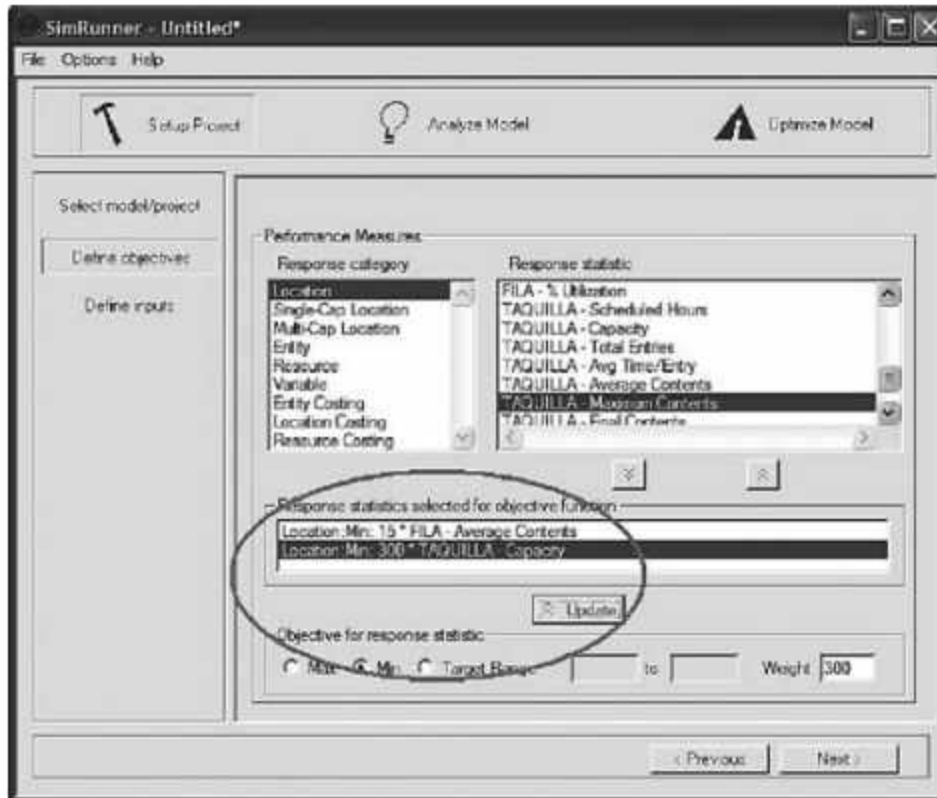 SimRunner - Untitled*
File Options Help
Setup Project
Analyze Model
Optimize Model
Select model/project
Define objectives
Define inputs
Performance Measures
Response category
Response statistic
Location
Single-Cap Location
Multi-Cap Location
Entity
Resource
Variable
Entity Costing
Location Costing
Resource Costing
FILA - % Utilization
TAQUILLA - Scheduled Hours
TAQUILLA - Capacity
TAQUILLA - Total Entries
TAQUILLA - Avg Time/Entry
TAQUILLA - Average Contents
TAQUILLA - Maximum Contents
TAQUILLA - Final Contents
Response statistics selected for objective function
Location:Min: 15 * FILA - Average Contents
Location:Min: 300 * TAQUILLA - Capacity
Update
Objective for response statistic
Max Min Target Range to Weight 300
< Previous Next >